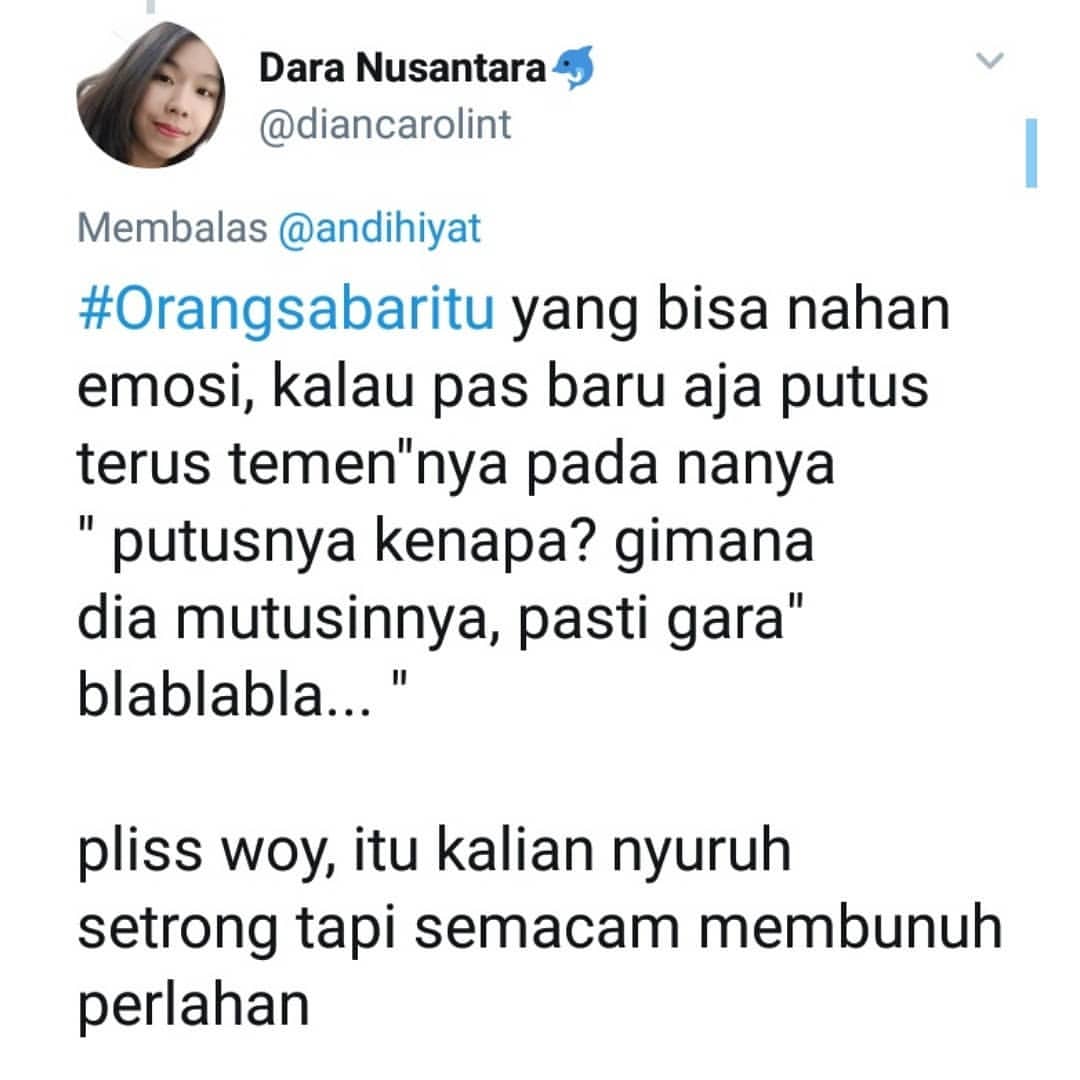 Dara Nusantara🐬
@diancarolint
Membalas @andihiyat
#Orangsabaritu yang bisa nahan
emosi, kalau pas baru aja putus
terus temen"nya pada nanya
" putusnya kenapa? gimana
dia mutusinnya, pasti gara"
blablabla... "
pliss woy, itu kalian nyuruh
setrong tapi semacam membunuh
perlahan